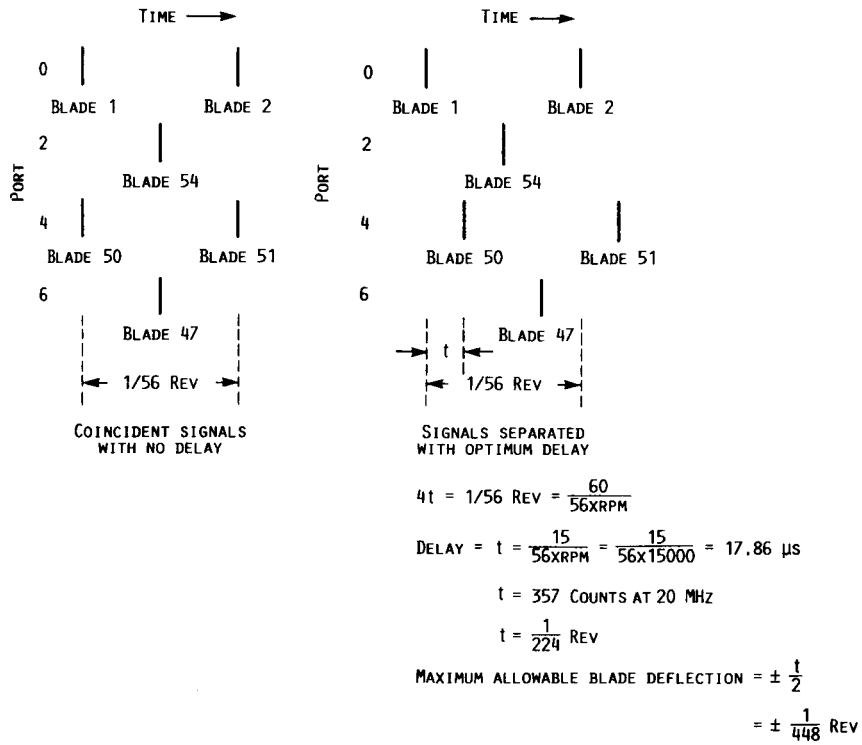 TIME →
0
BLADE 1 BLADE 2
2
BLADE 54
PORT
4
BLADE 50 BLADE 51
6
BLADE 47
1/56 REV
COINCIDENT SIGNALS
WITH NO DELAY
TIME →
0
BLADE 1 BLADE 2
2
BLADE 54
PORT
4
BLADE 50 BLADE 51
6
BLADE 47
t
1/56 REV
SIGNALS SEPARATED
WITH OPTIMUM DELAY
4t = 1/56 REV = 60/56XRPM
DELAY = t = 15/56XRPM = 15/56X15000 = 17.86 μs
t = 357 COUNTS AT 20 MHz
t = 1/224 REV
MAXIMUM ALLOWABLE BLADE DEFLECTION = ± t/2
= ± 1/448 REV